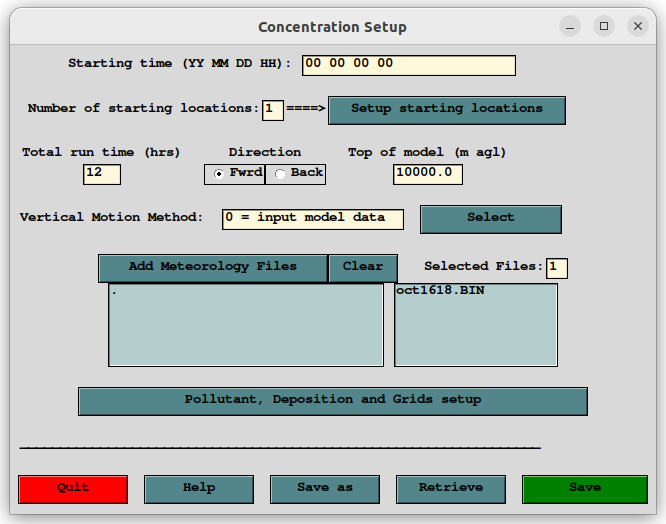 Concentration Setup
Starting time (YY MM DD HH): 00 00 00 00
Number of starting locations: 1 ====> Setup starting locations
Total run time (hrs) Direction Top of model (m agl)
12 Fwrd Back 10000.0
Vertical Motion Method: 0 = input model data Select
Add Meteorology Files Clear Selected Files: 1
. oct1618.BIN
Pollutant, Deposition and Grids setup
Quit Help Save as Retrieve Save